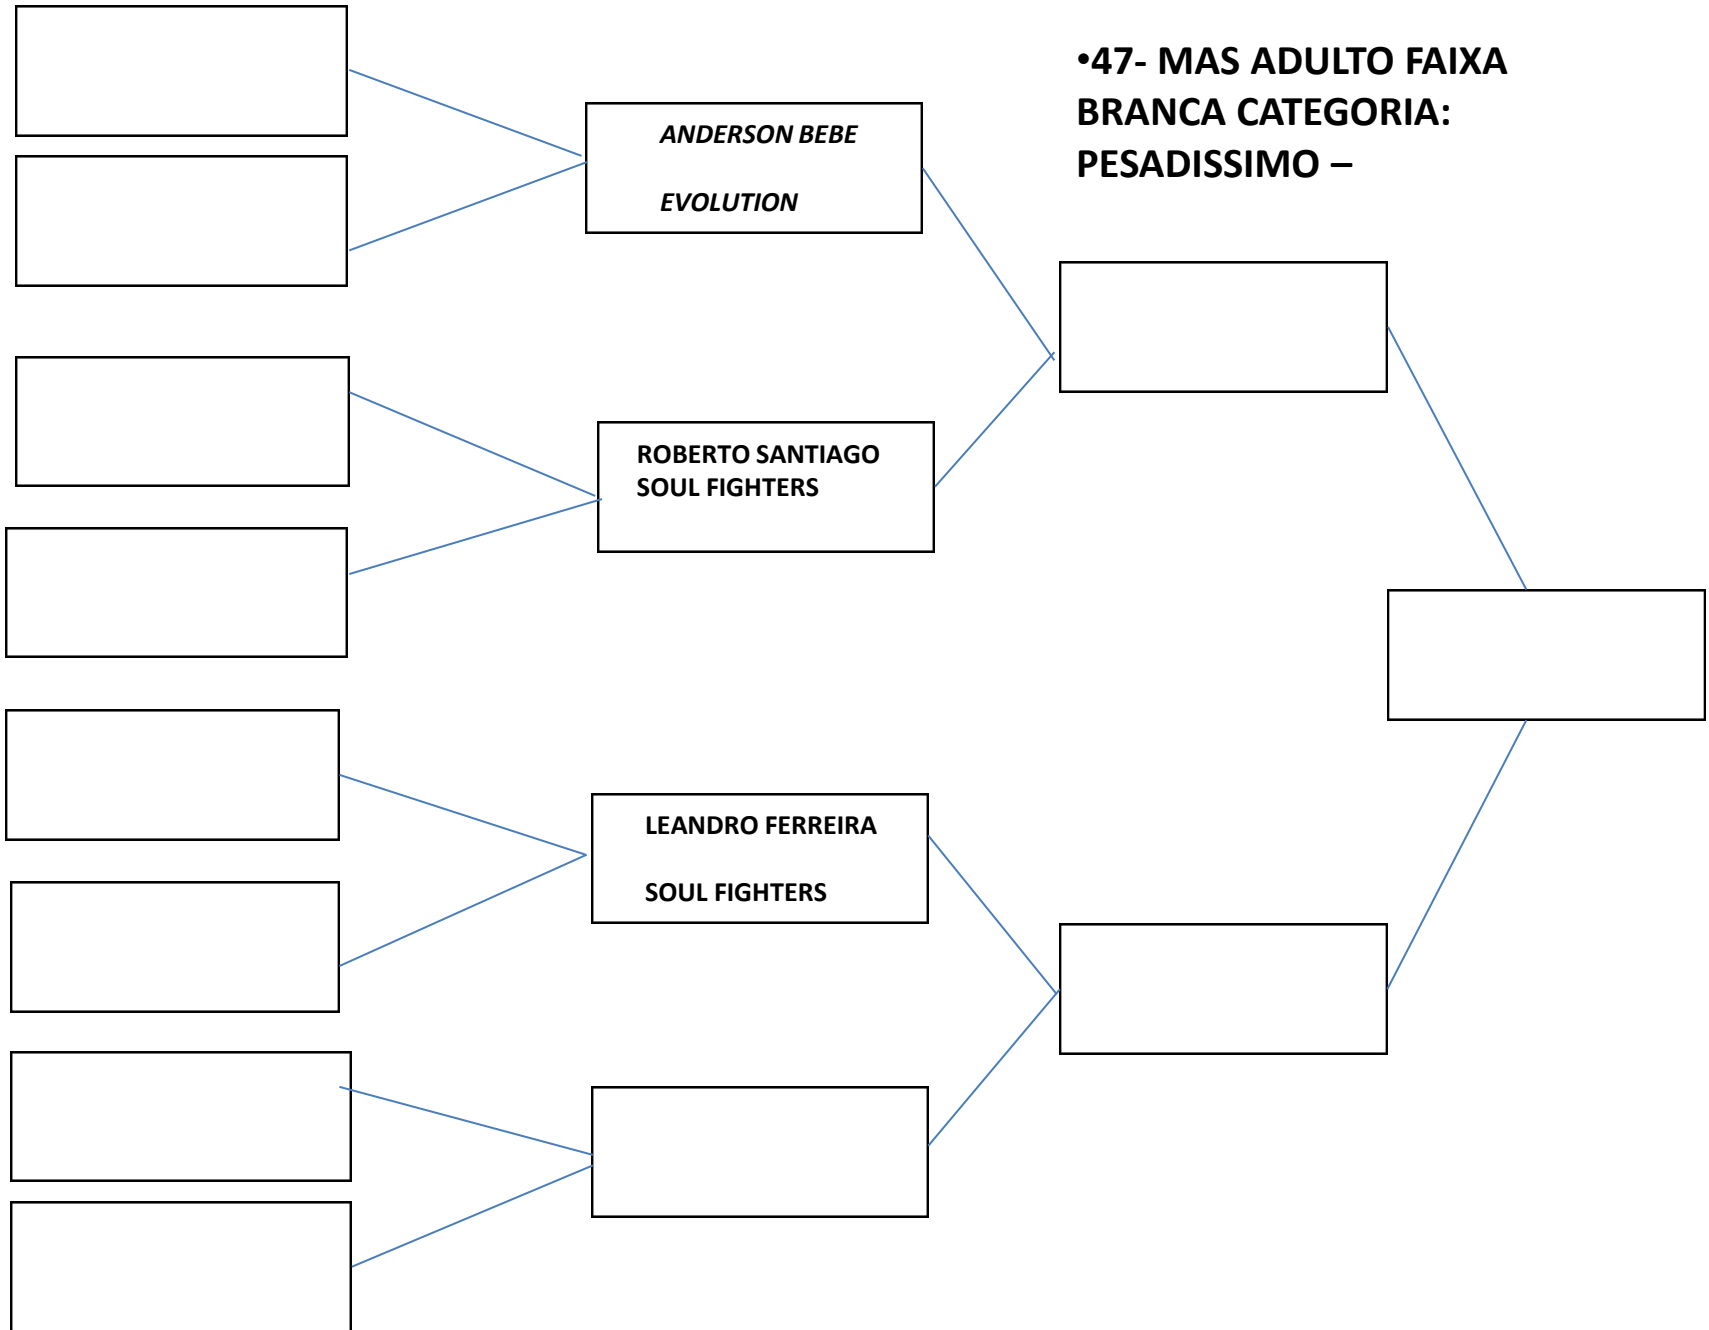 •47- MAS ADULTO FAIXA
BRANCA CATEGORIA:
PESADISSIMO –
ANDERSON BEBE
EVOLUTION
ROBERTO SANTIAGO
SOUL FIGHTERS
LEANDRO FERREIRA
SOUL FIGHTERS